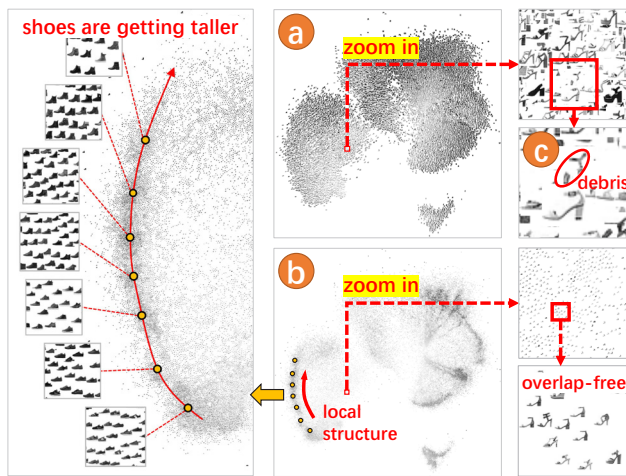 shoes are getting taller
a
zoom in
c
debris
b
zoom in
local
structure
overlap-free